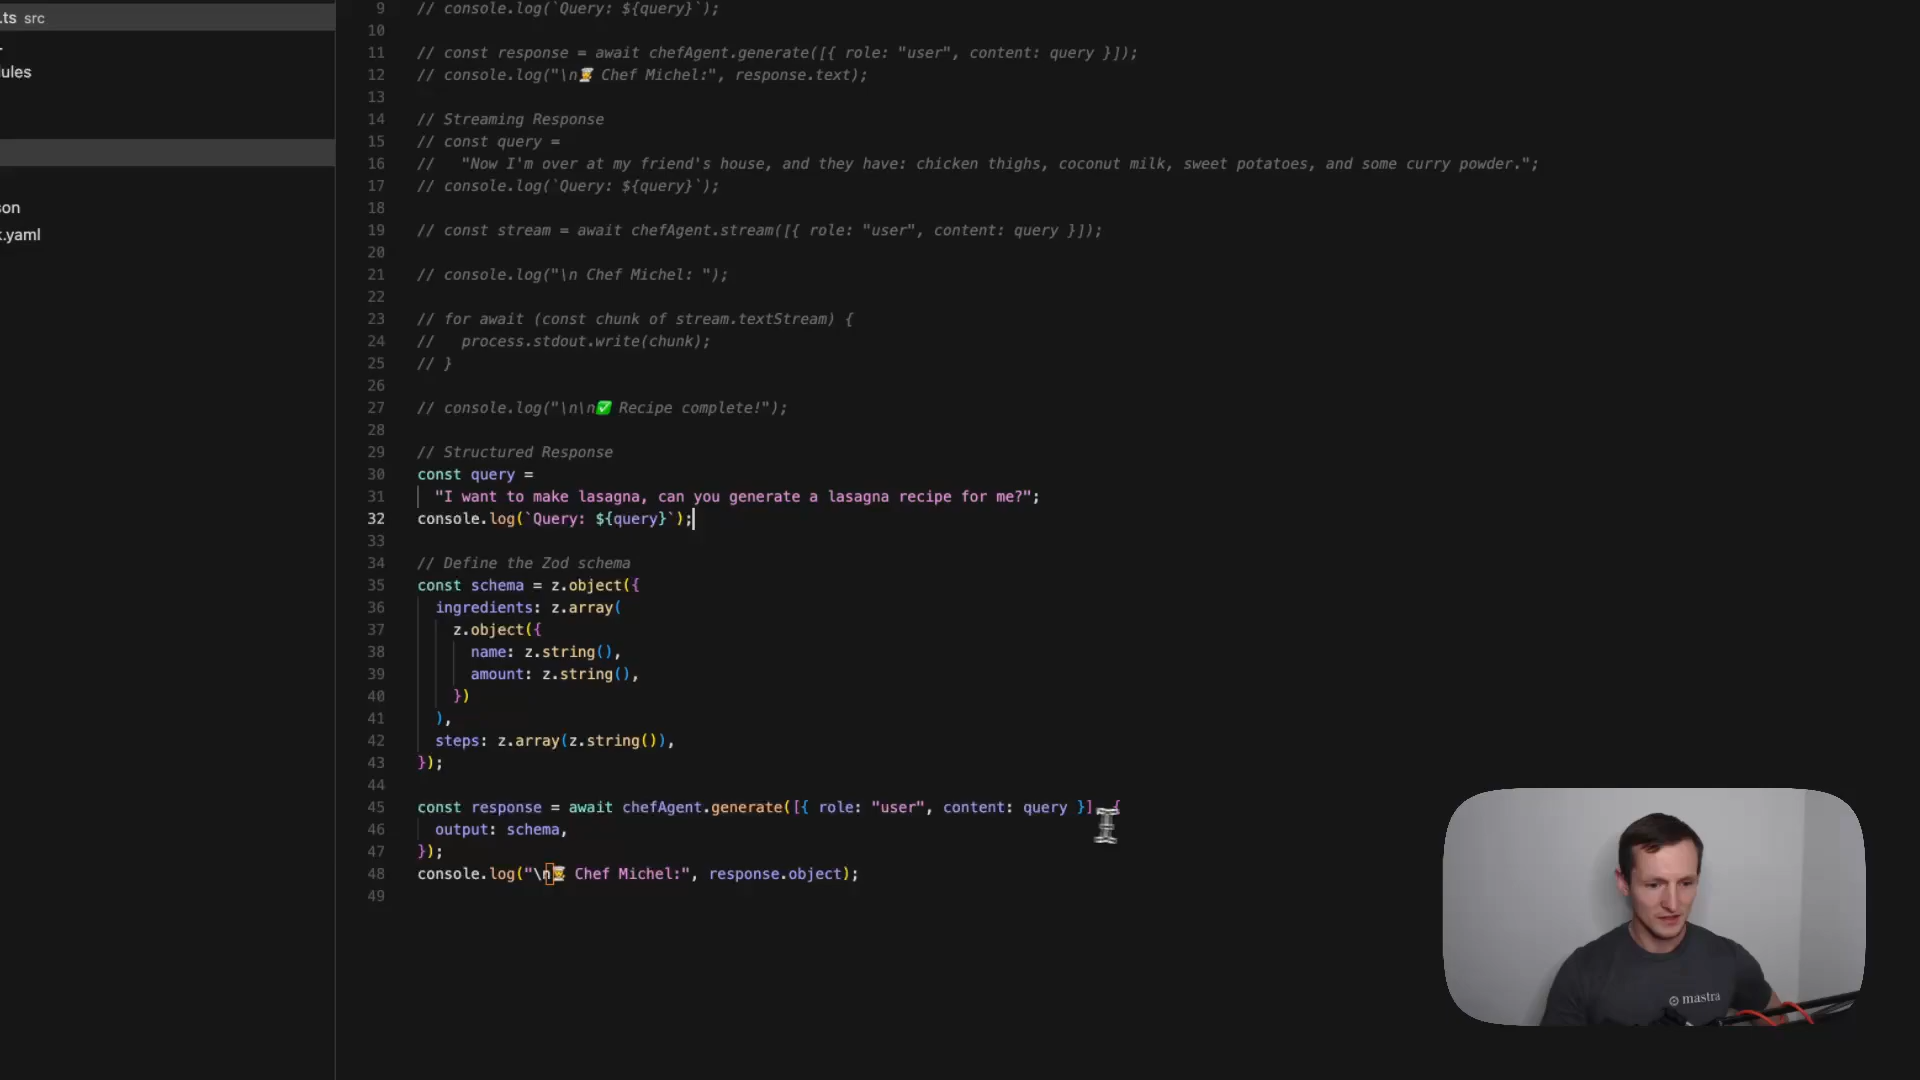 .ts src
ules
son
k.yaml
9 // console.log(`Query: ${query}`);
10
11 // const response = await chefAgent.generate([{ role: "user", content: query }]);
12 // console.log("\n👨‍🍳 Chef Michel:", response.text);
13
14 // Streaming Response
15 // const query =
16 //   "Now I'm over at my friend's house, and they have: chicken thighs, coconut milk, sweet potatoes, and some curry powder.";
17 // console.log(`Query: ${query}`);
18
19 // const stream = await chefAgent.stream([{ role: "user", content: query }]);
20
21 // console.log("\n Chef Michel: ");
22
23 // for await (const chunk of stream.textStream) {
24 //   process.stdout.write(chunk);
25 // }
26
27 // console.log("\n\n✅ Recipe complete!");
28
29 // Structured Response
30 const query =
31   "I want to make lasagna, can you generate a lasagna recipe for me?";
32 console.log(`Query: ${query}`);
33
34 // Define the Zod schema
35 const schema = z.object({
36   ingredients: z.array(
37     z.object({
38       name: z.string(),
39       amount: z.string(),
40     })
41   ),
42   steps: z.array(z.string()),
43 });
44
45 const response = await chefAgent.generate([{ role: "user", content: query }], {
46   output: schema,
47 });
48 console.log("\n👨‍🍳 Chef Michel:", response.object);
49
mastra